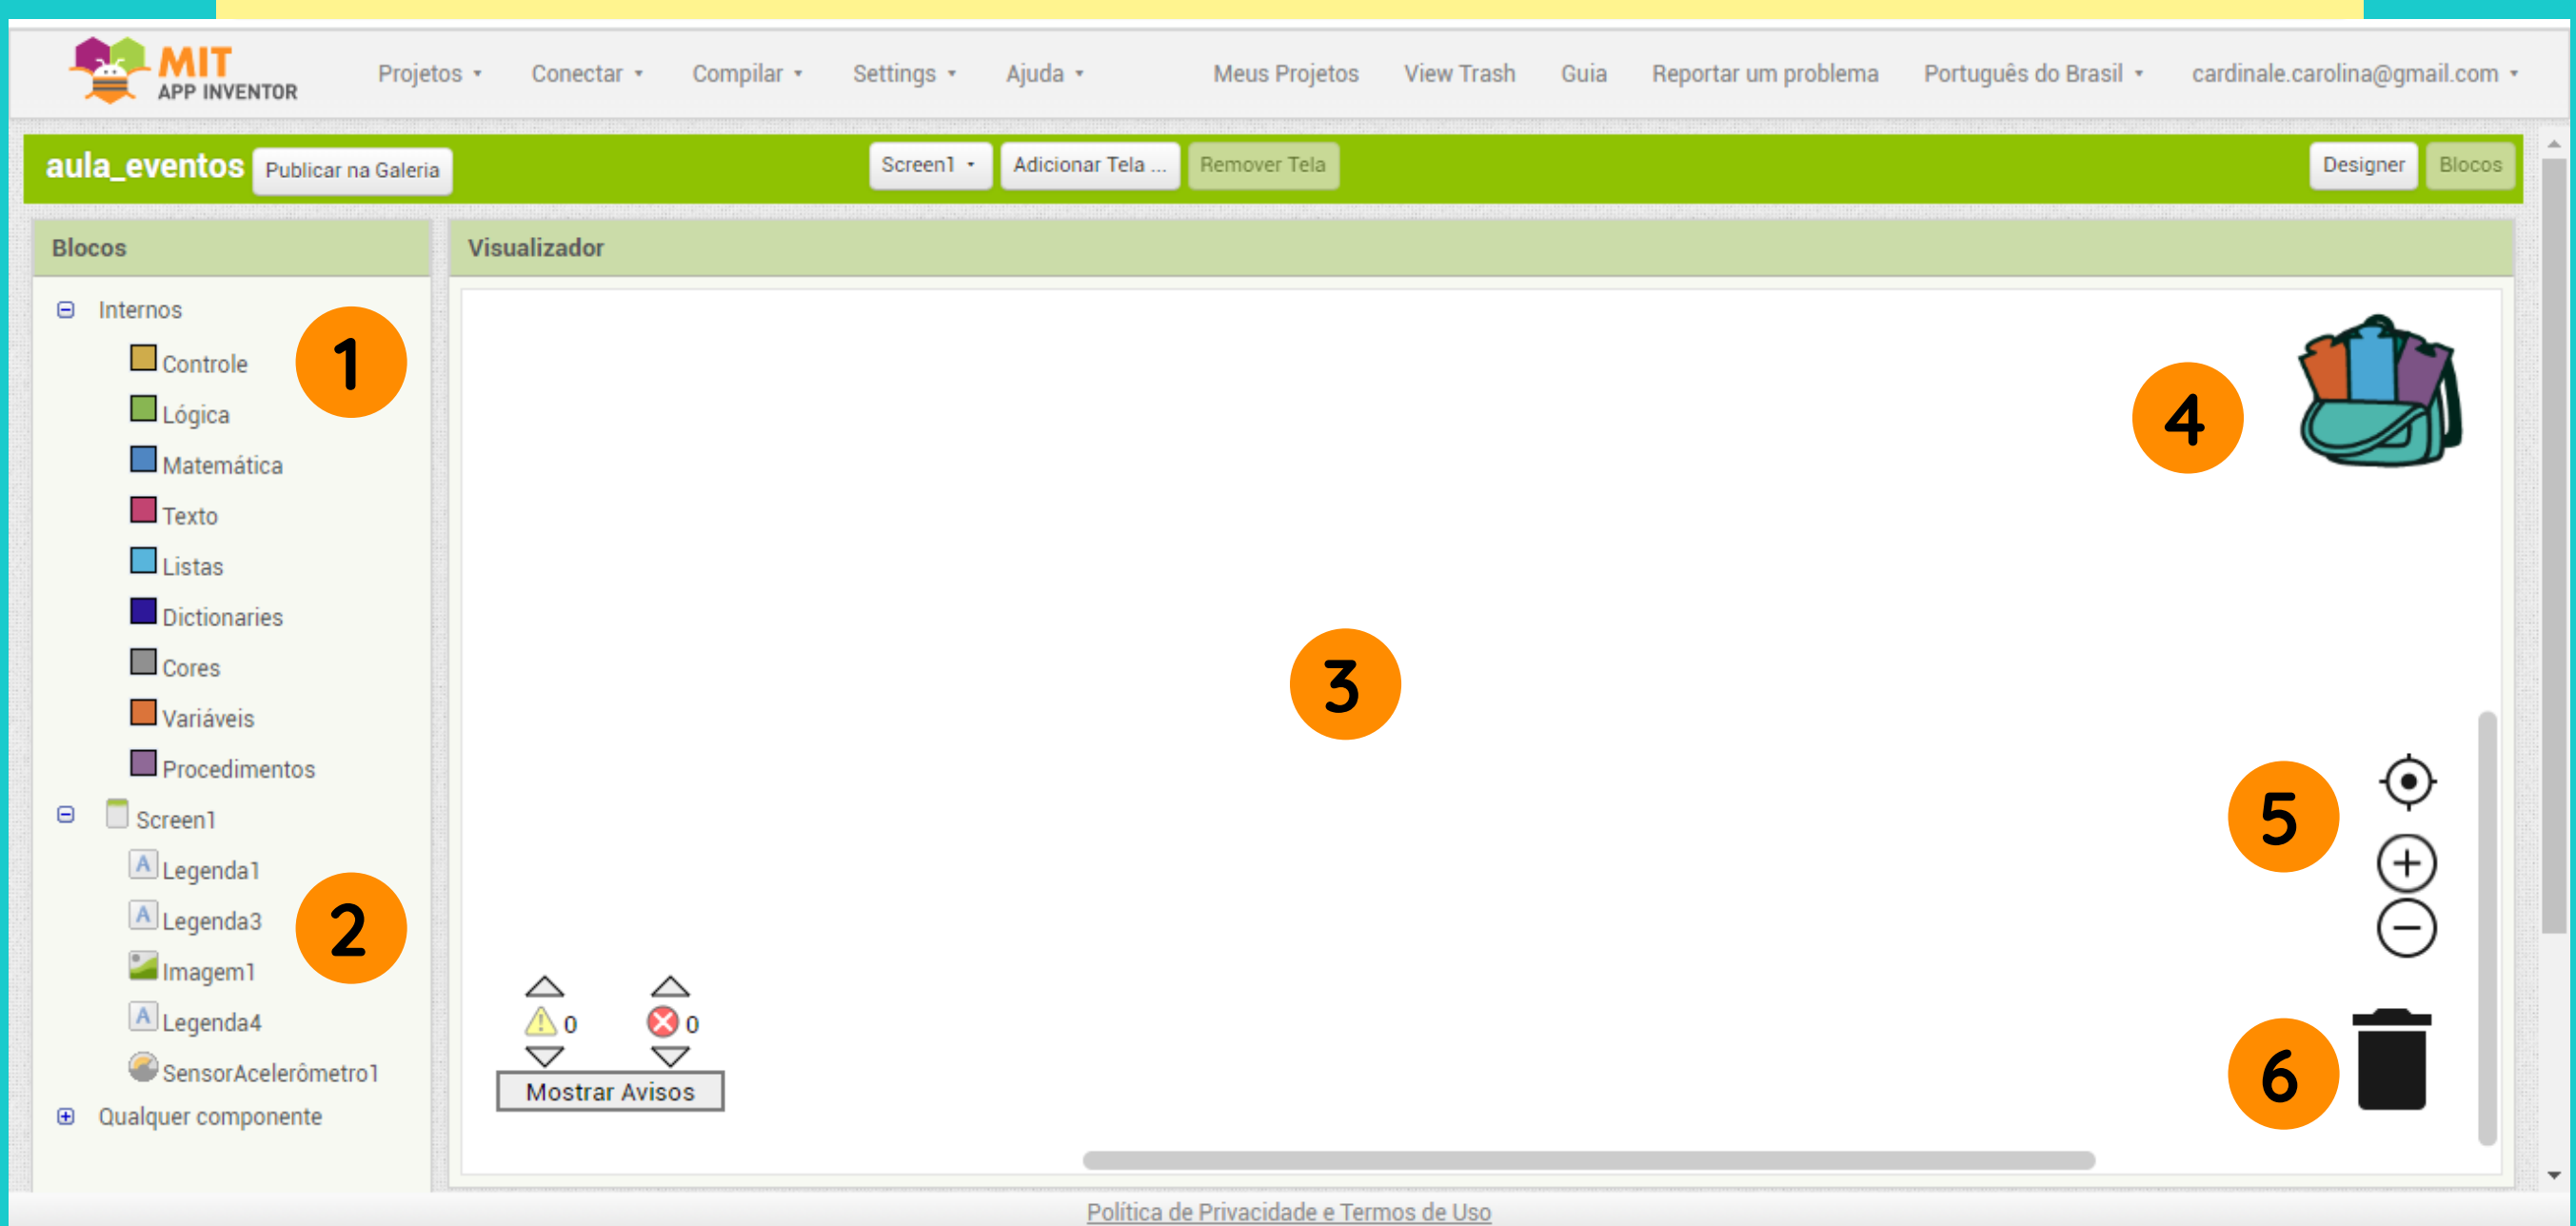 MIT
APP INVENTOR
Projetos Conectar Compilar Settings Ajuda Meus Projetos View Trash Guia Reportar um problema Português do Brasil cardinale.carolina@gmail.com
aula_eventos Publicar na Galeria Screen1 Adicionar Tela ... Remover Tela Designer Blocos
Blocos
Internos
Controle
Lógica
Matemática
Texto
Listas
Dictionaries
Cores
Variáveis
Procedimentos
Screen1
Legenda1
Legenda3
Imagem1
Legenda4
SensorAcelerômetro1
Qualquer componente
1
2
Visualizador
3
4
5
6
0 0
Mostrar Avisos
Política de Privacidade e Termos de Uso